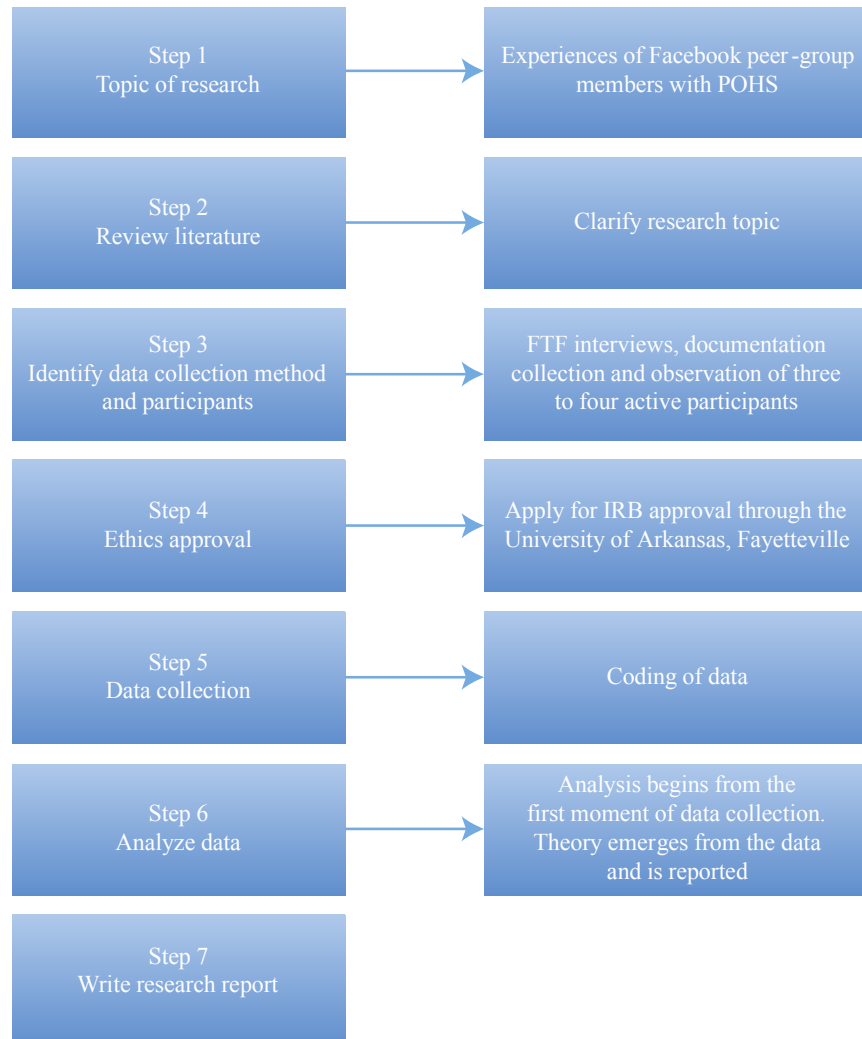 Step 1
Topic of research
Experiences of Facebook peer-group
members with POHS
Step 2
Review literature
Clarify research topic
Step 3
Identify data collection method
and participants
FTF interviews, documentation
collection and observation of three
to four active participants
Step 4
Ethics approval
Apply for IRB approval through the
University of Arkansas, Fayetteville
Step 5
Data collection
Coding of data
Step 6
Analyze data
Analysis begins from the
first moment of data collection.
Theory emerges from the data
and is reported
Step 7
Write research report